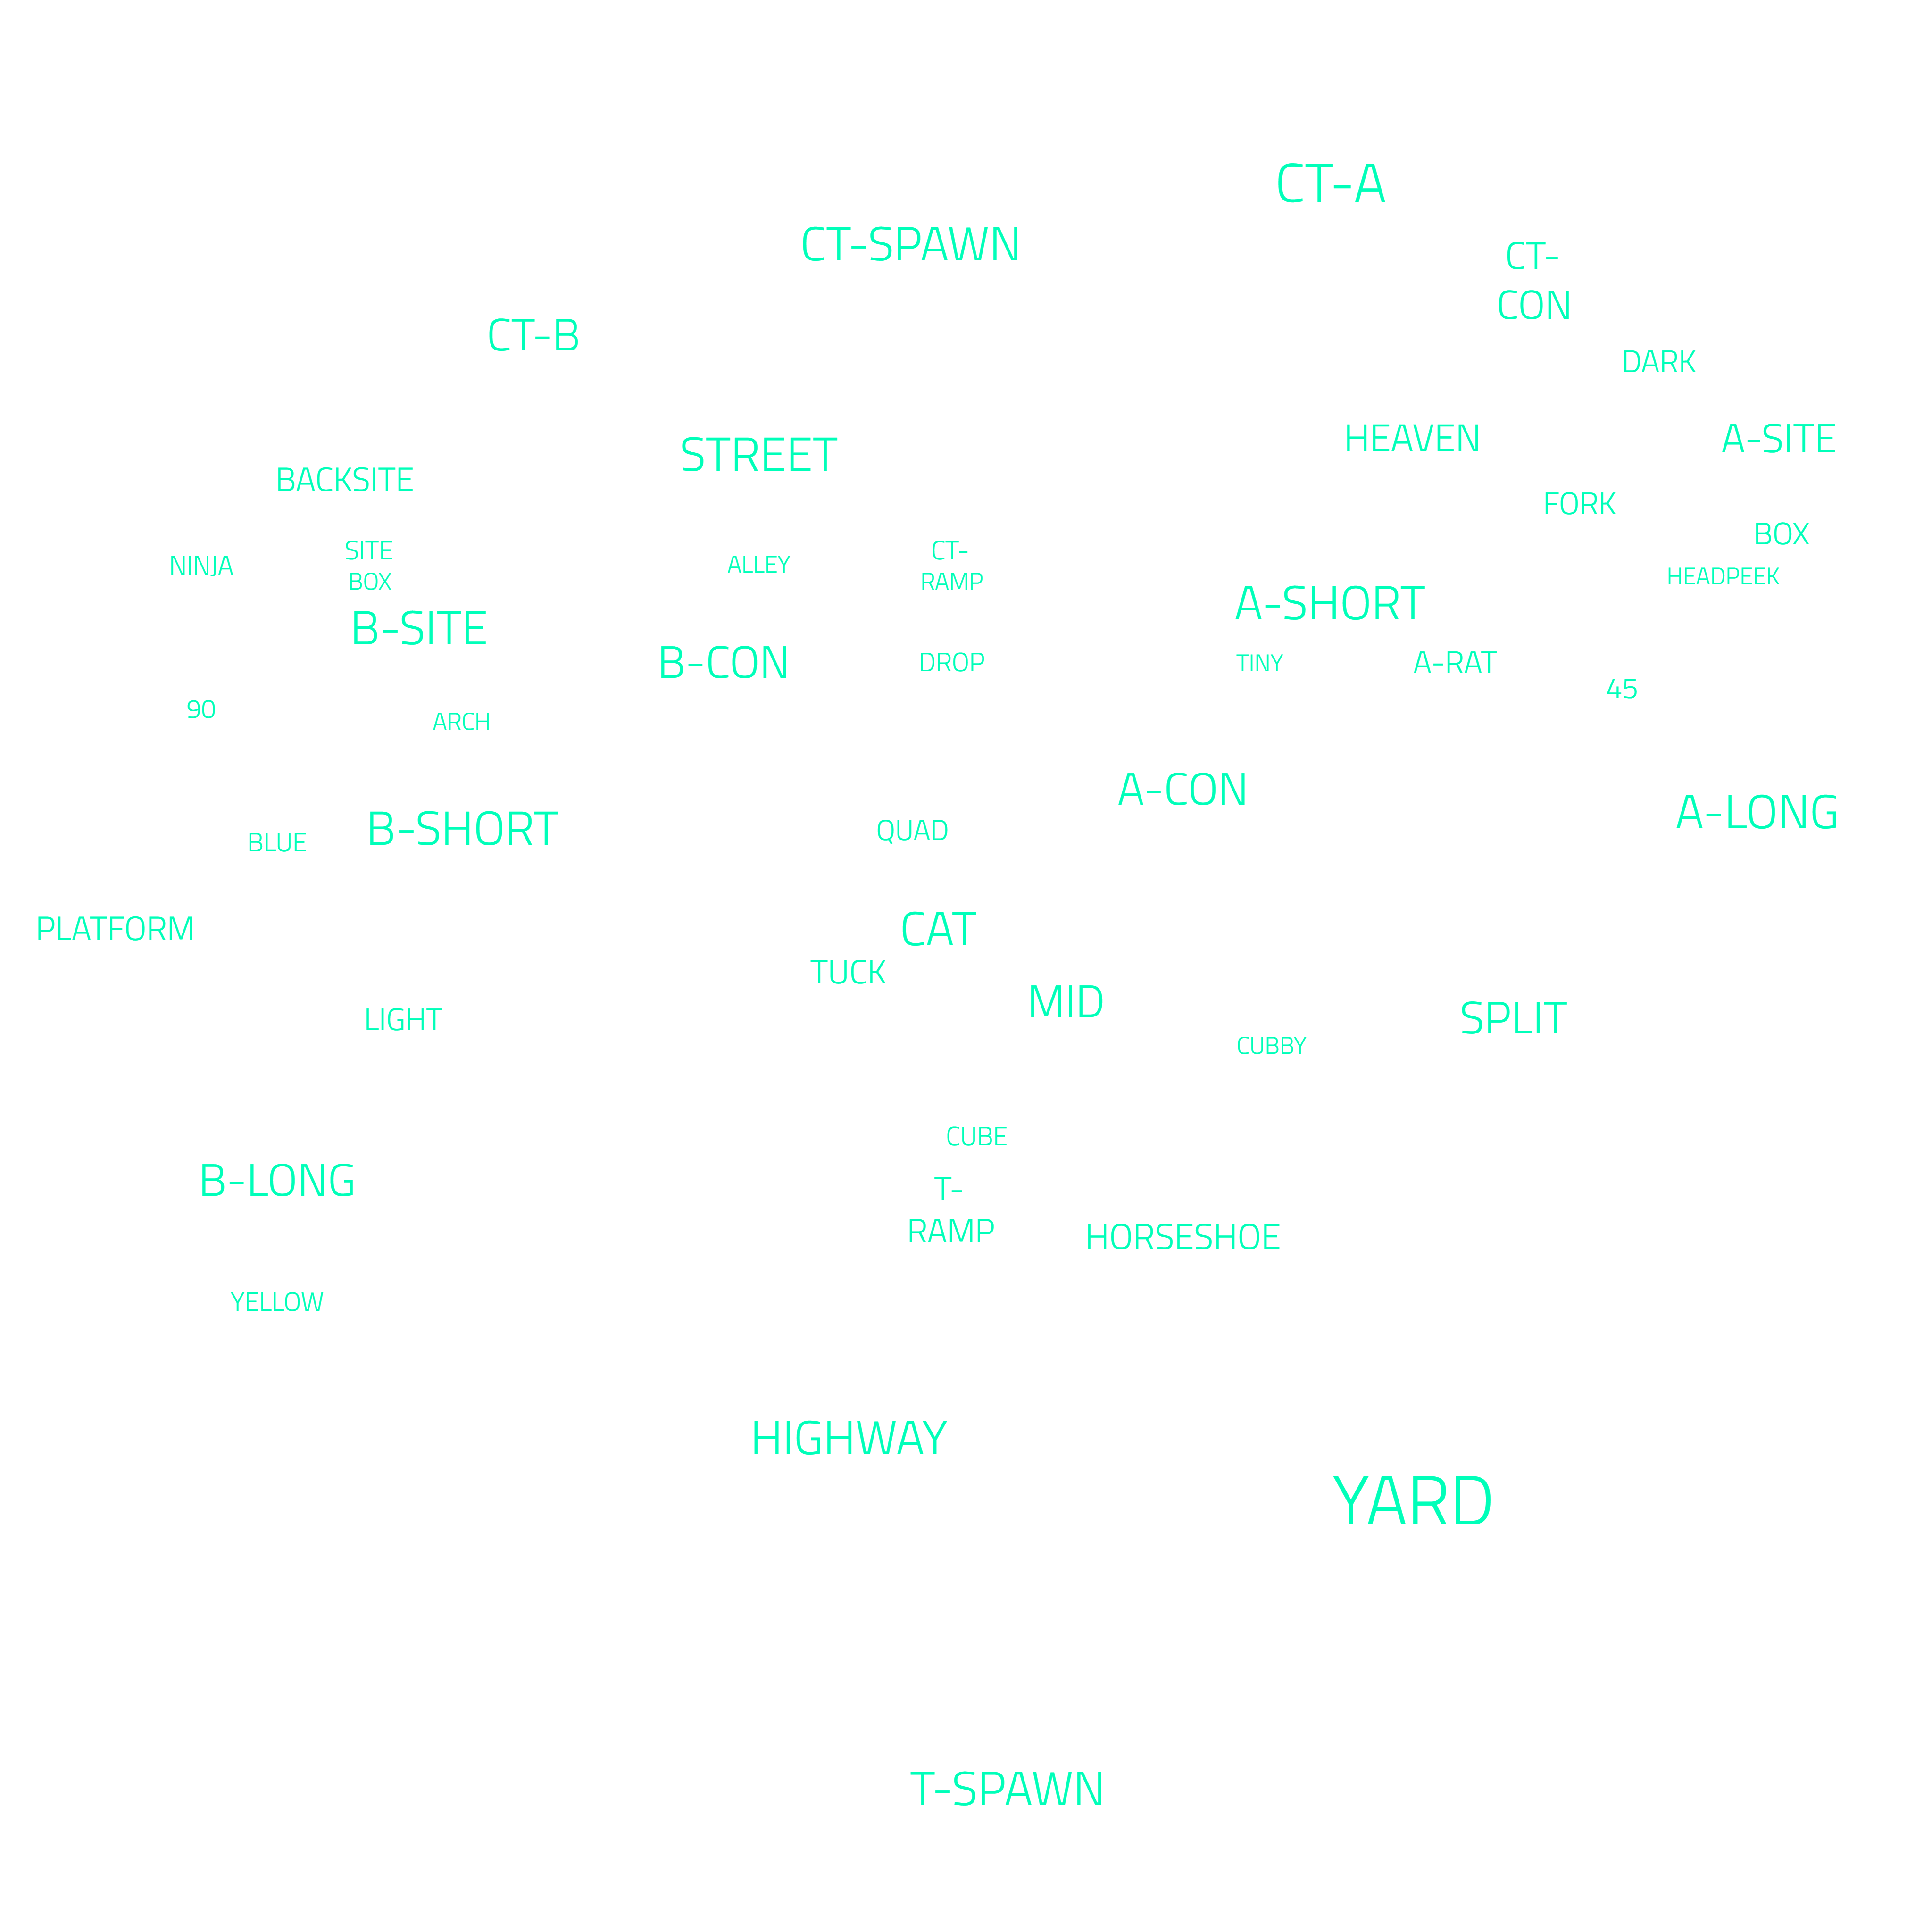 CT-A
CT-SPAWN
CT-
CON
CT-B
DARK
STREET
HEAVEN
A-SITE
BACKSITE
FORK
BOX
NINJA
SITE
BOX
ALLEY
CT-
RAMP
HEADPEEK
A-SHORT
B-SITE
B-CON
DROP
TINY
A-RAT
45
90
ARCH
A-CON
A-LONG
B-SHORT
QUAD
BLUE
PLATFORM
CAT
TUCK
MID
LIGHT
SPLIT
CUBBY
CUBE
B-LONG
T-
RAMP
HORSESHOE
YELLOW
HIGHWAY
YARD
T-SPAWN